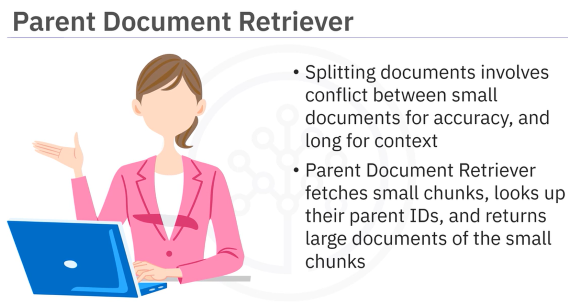 Parent Document Retriever
• Splitting documents involves
conflict between small
documents for accuracy, and
long for context
• Parent Document Retriever
fetches small chunks, looks up
their parent IDs, and returns
large documents of the small
chunks